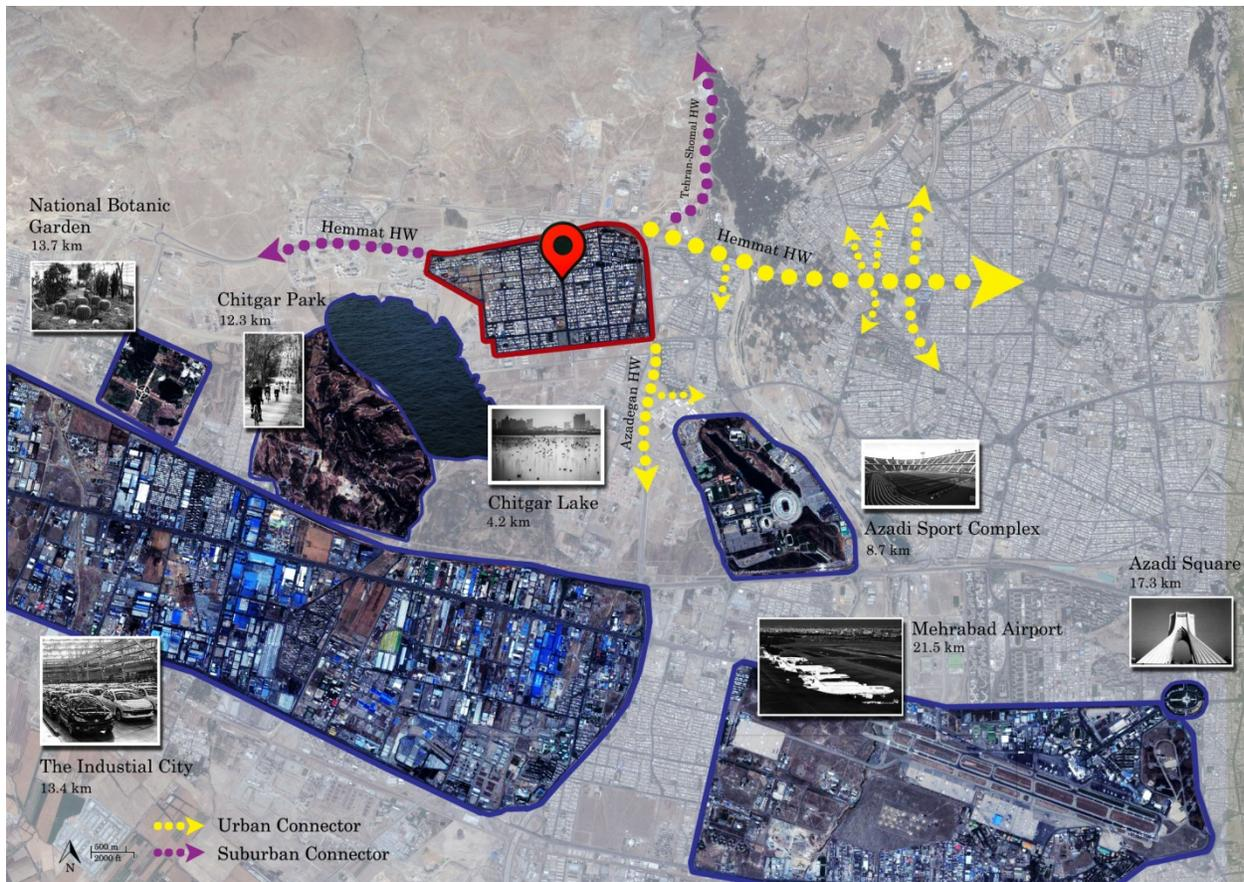 Tehran-Shomal HW
National Botanic
Garden
13.7 km
Hemmat HW
Hemmat HW
Chitgar Park
12.3 km
Azadegan HW
Chitgar Lake
4.2 km
Azadi Sport Complex
8.7 km
Azadi Square
17.3 km
Mehrabad Airport
21.5 km
The Industial City
13.4 km
Urban Connector
Suburban Connector
500 m
2000 ft
N